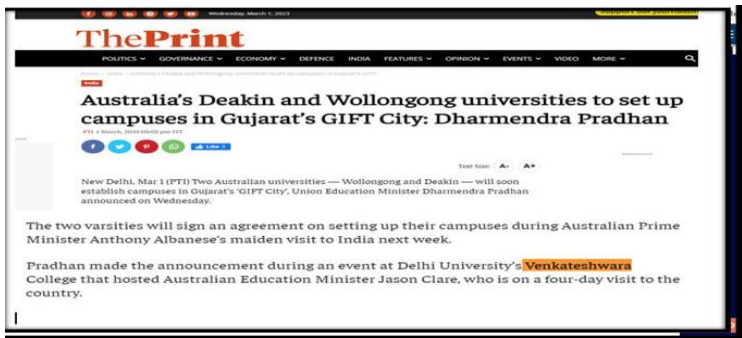 Wednesday, March 1, 2023
ThePrint
POLITICS GOVERNANCE ECONOMY DEFENCE INDIA FEATURES OPINION EVENTS VIDEO MORE
India
Australia's Deakin and Wollongong universities to set up
campuses in Gujarat's GIFT City: Dharmendra Pradhan
PTI 1 March, 2023 05:02 pm IST
Like
Text Size: A- A+
New Delhi, Mar 1 (PTI) Two Australian universities — Wollongong and Deakin — will soon
establish campuses in Gujarat's 'GIFT City', Union Education Minister Dharmendra Pradhan
announced on Wednesday.
The two varsities will sign an agreement on setting up their campuses during Australian Prime
Minister Anthony Albanese's maiden visit to India next week.
Pradhan made the announcement during an event at Delhi University's Venkateshwara
College that hosted Australian Education Minister Jason Clare, who is on a four-day visit to the
country.